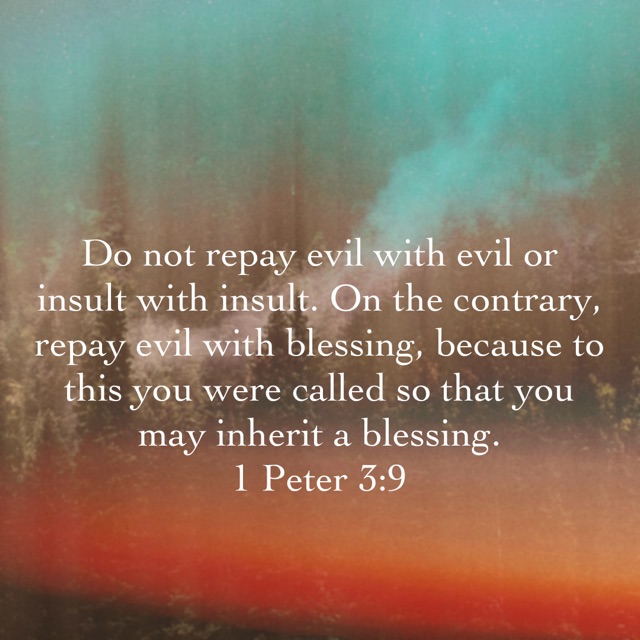 Do not repay evil with evil or
insult with insult. On the contrary,
repay evil with blessing, because to
this you were called so that you
may inherit a blessing.
1 Peter 3:9